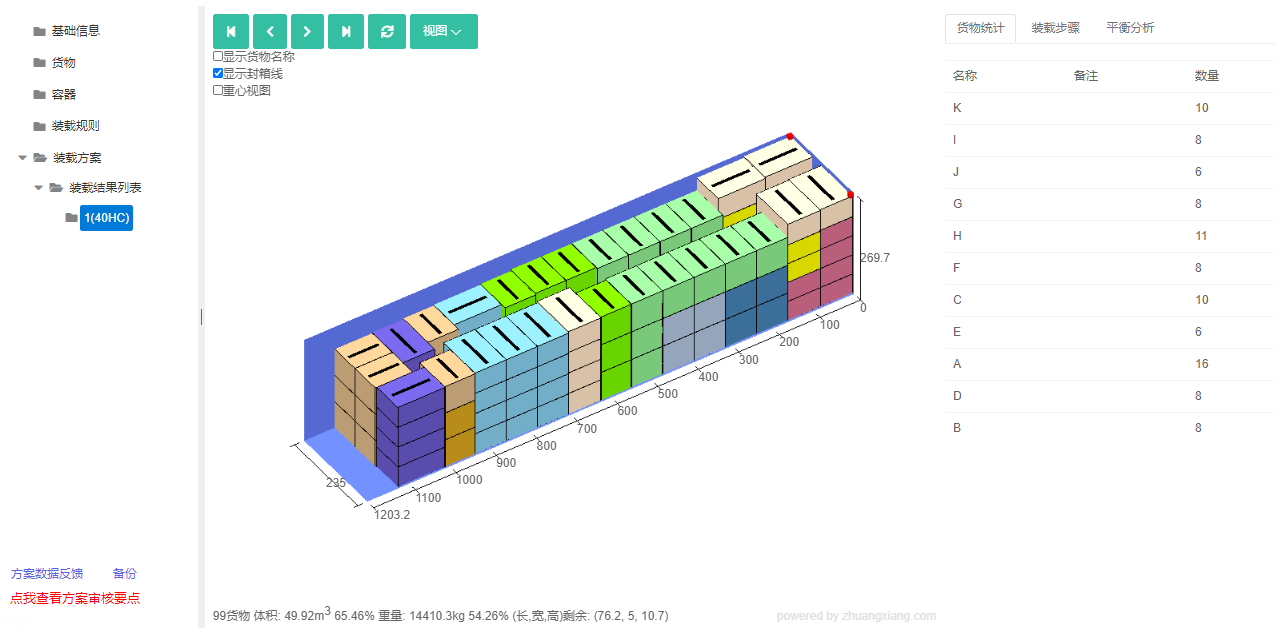 基础信息
货物
容器
装载规则
装载方案
装载结果列表
1(40HC)
方案数据反馈 备份
点我查看方案审核要点
视图
显示货物名称
显示封箱线
重心视图
269.7
0
100
200
300
400
500
600
700
800
900
1000
1100
1203.2
235
99货物 体积: 49.92m3 65.46% 重量: 14410.3kg 54.26% (长,宽,高)剩余: (76.2, 5, 10.7)
powered by zhuangxiang.com
货物统计 装载步骤 平衡分析
名称 备注 数量
K 10
I 8
J 6
G 8
H 11
F 8
C 10
E 6
A 16
D 8
B 8